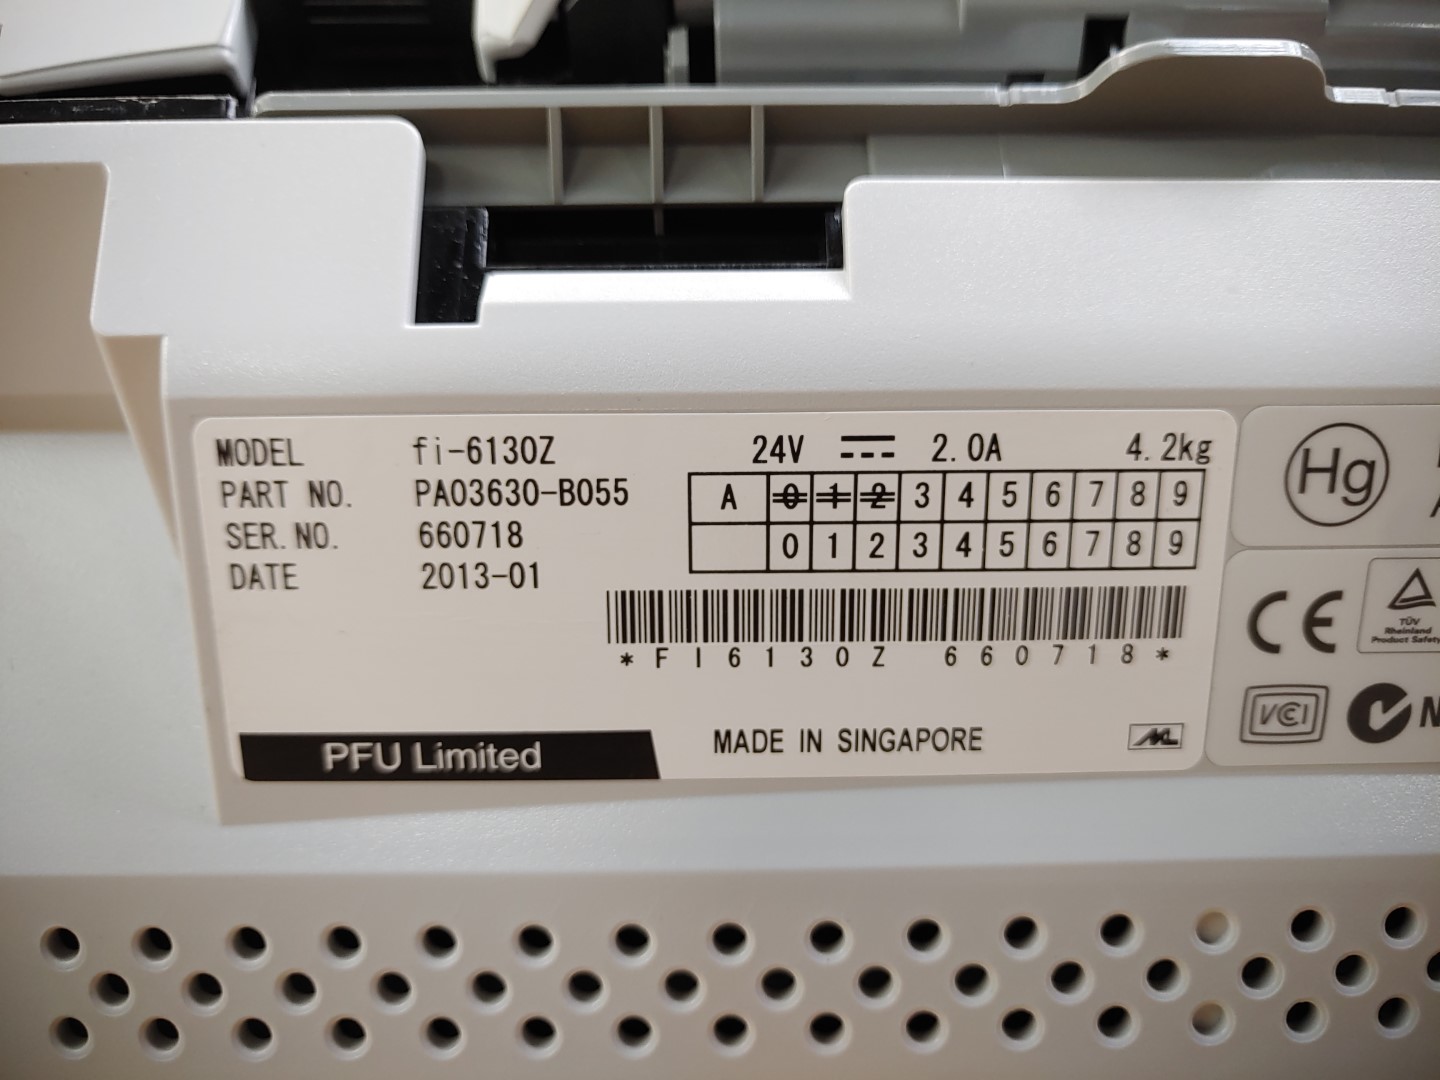 MODEL fi-6130Z 24V 2.0A 4.2kg
PART NO. PA03630-B055
A 0 1 2 3 4 5 6 7 8 9
SER. NO. 660718
0 1 2 3 4 5 6 7 8 9
DATE 2013-01
*FI6130Z 660718*
PFU Limited MADE IN SINGAPORE
Hg
CE
TÜV
Rheinland
Product Safety
VCI
N